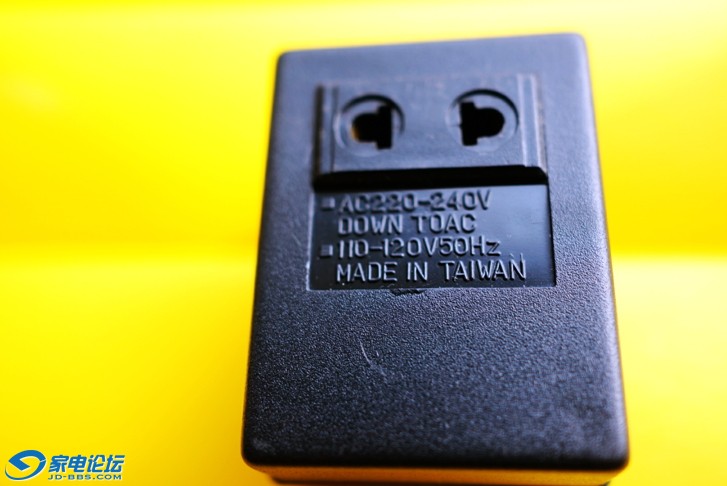 AC220-240V
DOWN TOAC
110-120V50Hz
MADE IN TAIWAN
家电论坛
JD-BBS.COM